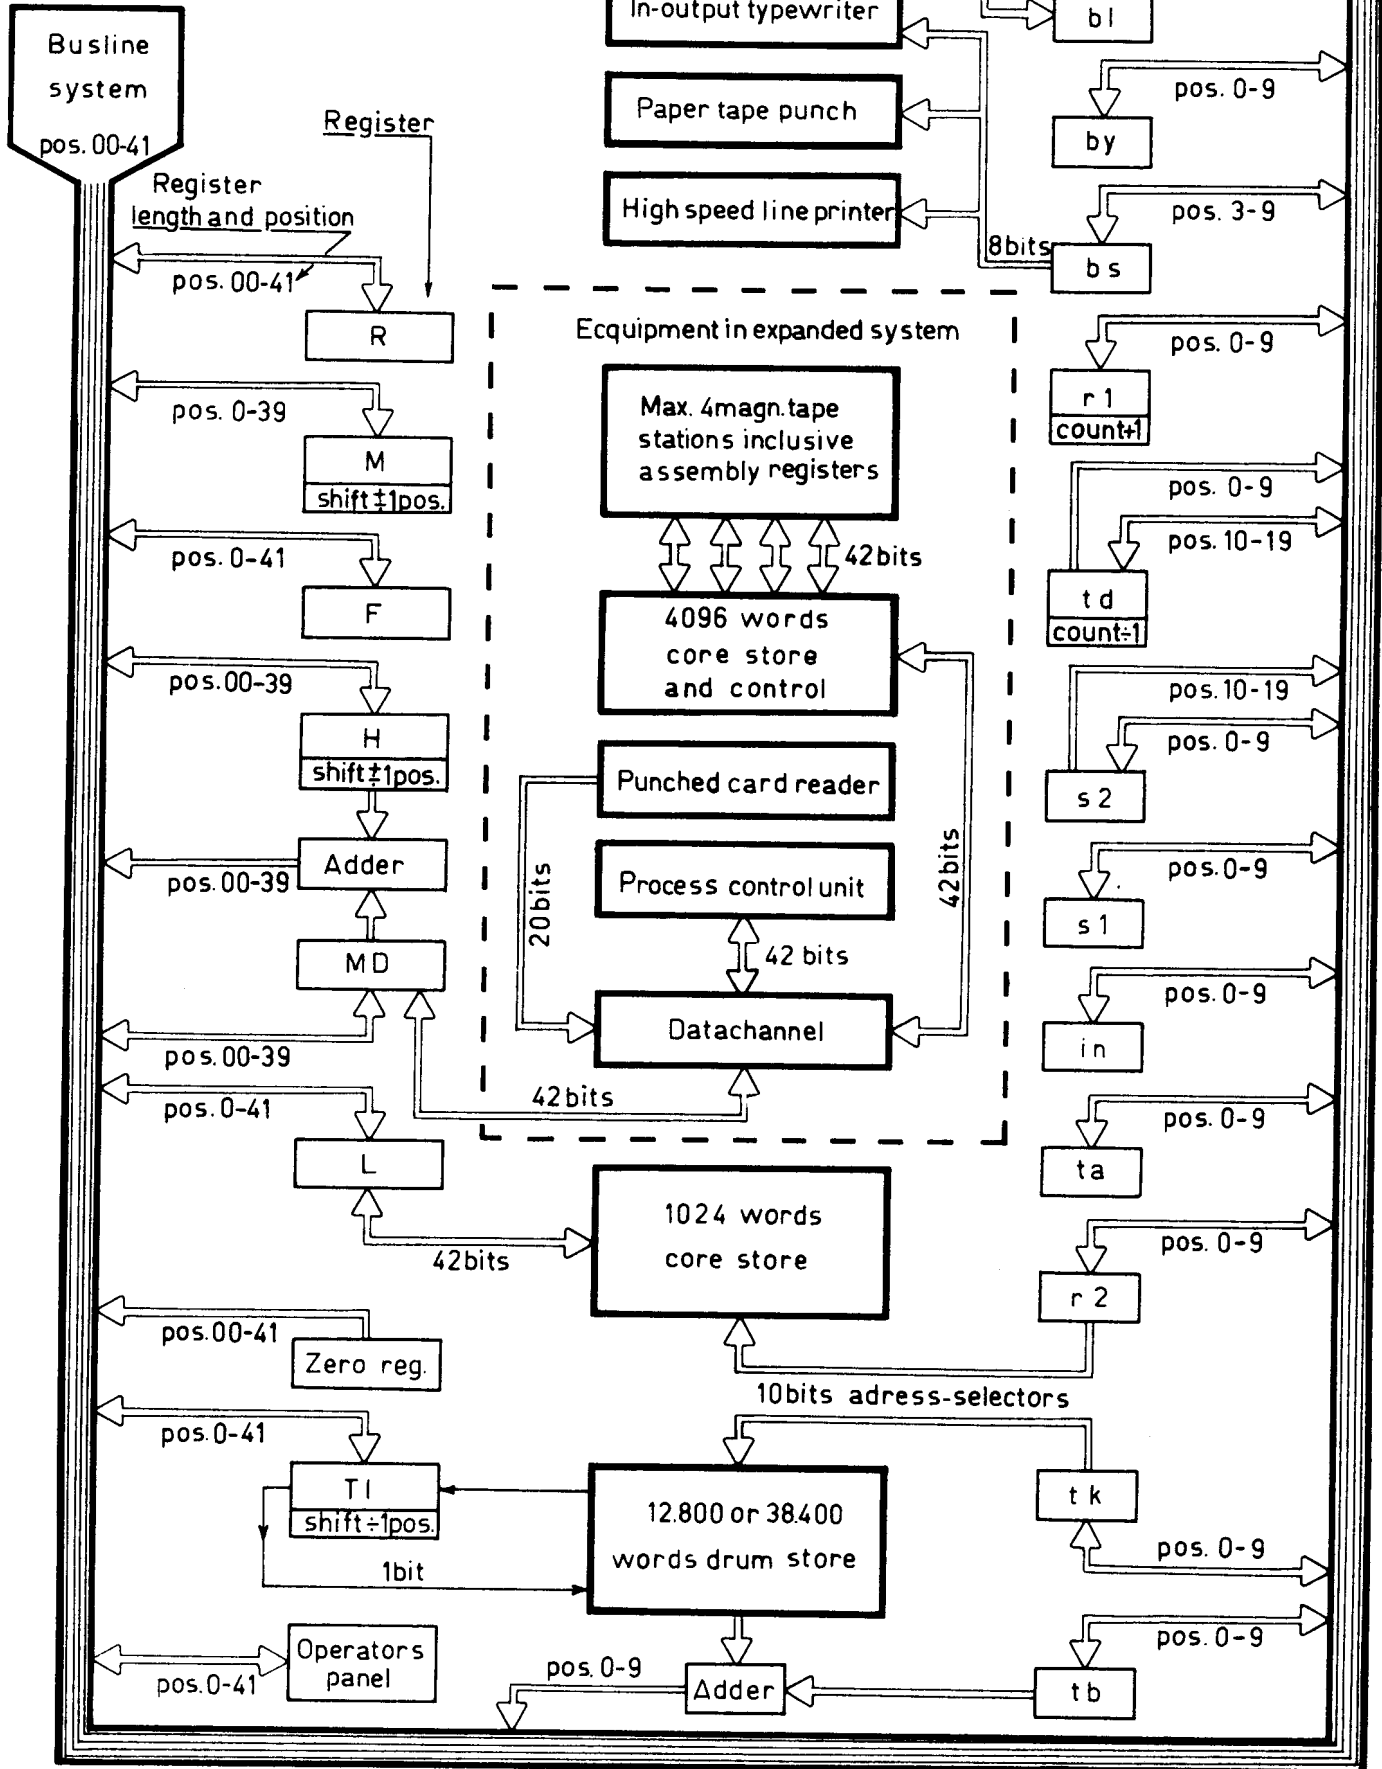 Busline
system
pos. 00-41
Register
Register
length and position
pos. 00-41
R
pos. 0-39
M
shift ±1pos.
pos. 0-41
F
pos.00-39
H
shift ±1pos.
Adder
pos. 00-39
MD
pos.00-39
pos. 0-41
L
42bits
pos.00-41
Zero reg.
pos.0-41
TI
shift÷1pos.
1bit
Operators
panel
pos.0-41
In-output typewriter
Paper tape punch
High speed line printer
8bits
Ecquipment in expanded system
Max. 4magn.tape
stations inclusive
assembly registers
42bits
4096 words
core store
and control
Punched card reader
Process control unit
20bits
42bits
42 bits
Datachannel
42bits
1024 words
core store
10bits adress-selectors
12.800 or 38.400
words drum store
pos. 0-9
Adder
bl
pos. 0-9
by
pos. 3-9
bs
pos. 0-9
r1
count+1
pos. 0-9
pos.10-19
td
count÷1
pos.10-19
pos. 0-9
s2
pos. 0-9
s1
pos. 0-9
in
pos. 0-9
ta
pos. 0-9
r2
tk
pos. 0-9
pos. 0-9
tb